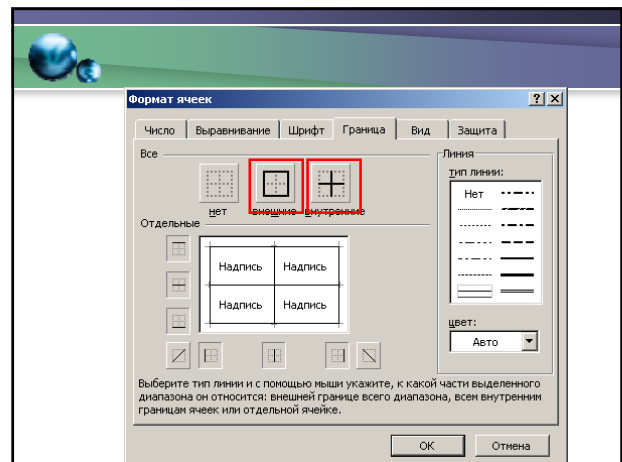 Формат ячеек
Число Выравнивание Шрифт Граница Вид Защита
Все
нет внешние внутренние
Отдельные
Надпись Надпись
Надпись Надпись
Линия
тип линии:
Нет
цвет:
Авто
Выберите тип линии и с помощью мыши укажите, к какой части выделенного
диапазона он относится: внешней границе всего диапазона, всем внутренним
границам ячеек или отдельной ячейке.
ОК Отмена